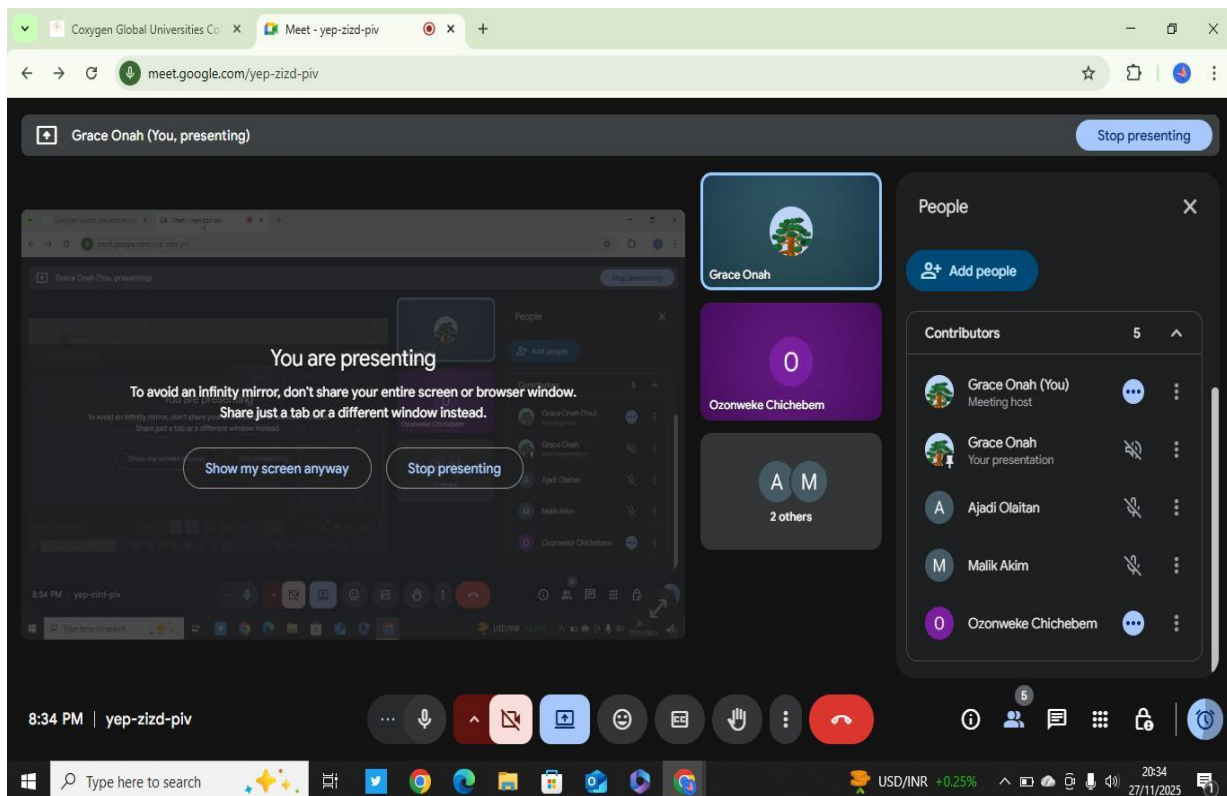 Coxygen Global Universities Co
Meet - yep-zizd-piv
meet.google.com/yep-zizd-piv
Grace Onah (You, presenting)
Stop presenting
You are presenting
To avoid an infinity mirror, don't share your entire screen or browser window.
Share just a tab or a different window instead.
Show my screen anyway
Stop presenting
Grace Onah
O
Ozonweke Chichebem
A M
2 others
People
Add people
Contributors 5
Grace Onah (You)
Meeting host
Grace Onah
Your presentation
A Ajadi Olaitan
M Malik Akim
O Ozonweke Chichebem
8:34 PM | yep-zizd-piv
CC
5
Type here to search
USD/INR +0.25%
20:34
27/11/2025
1